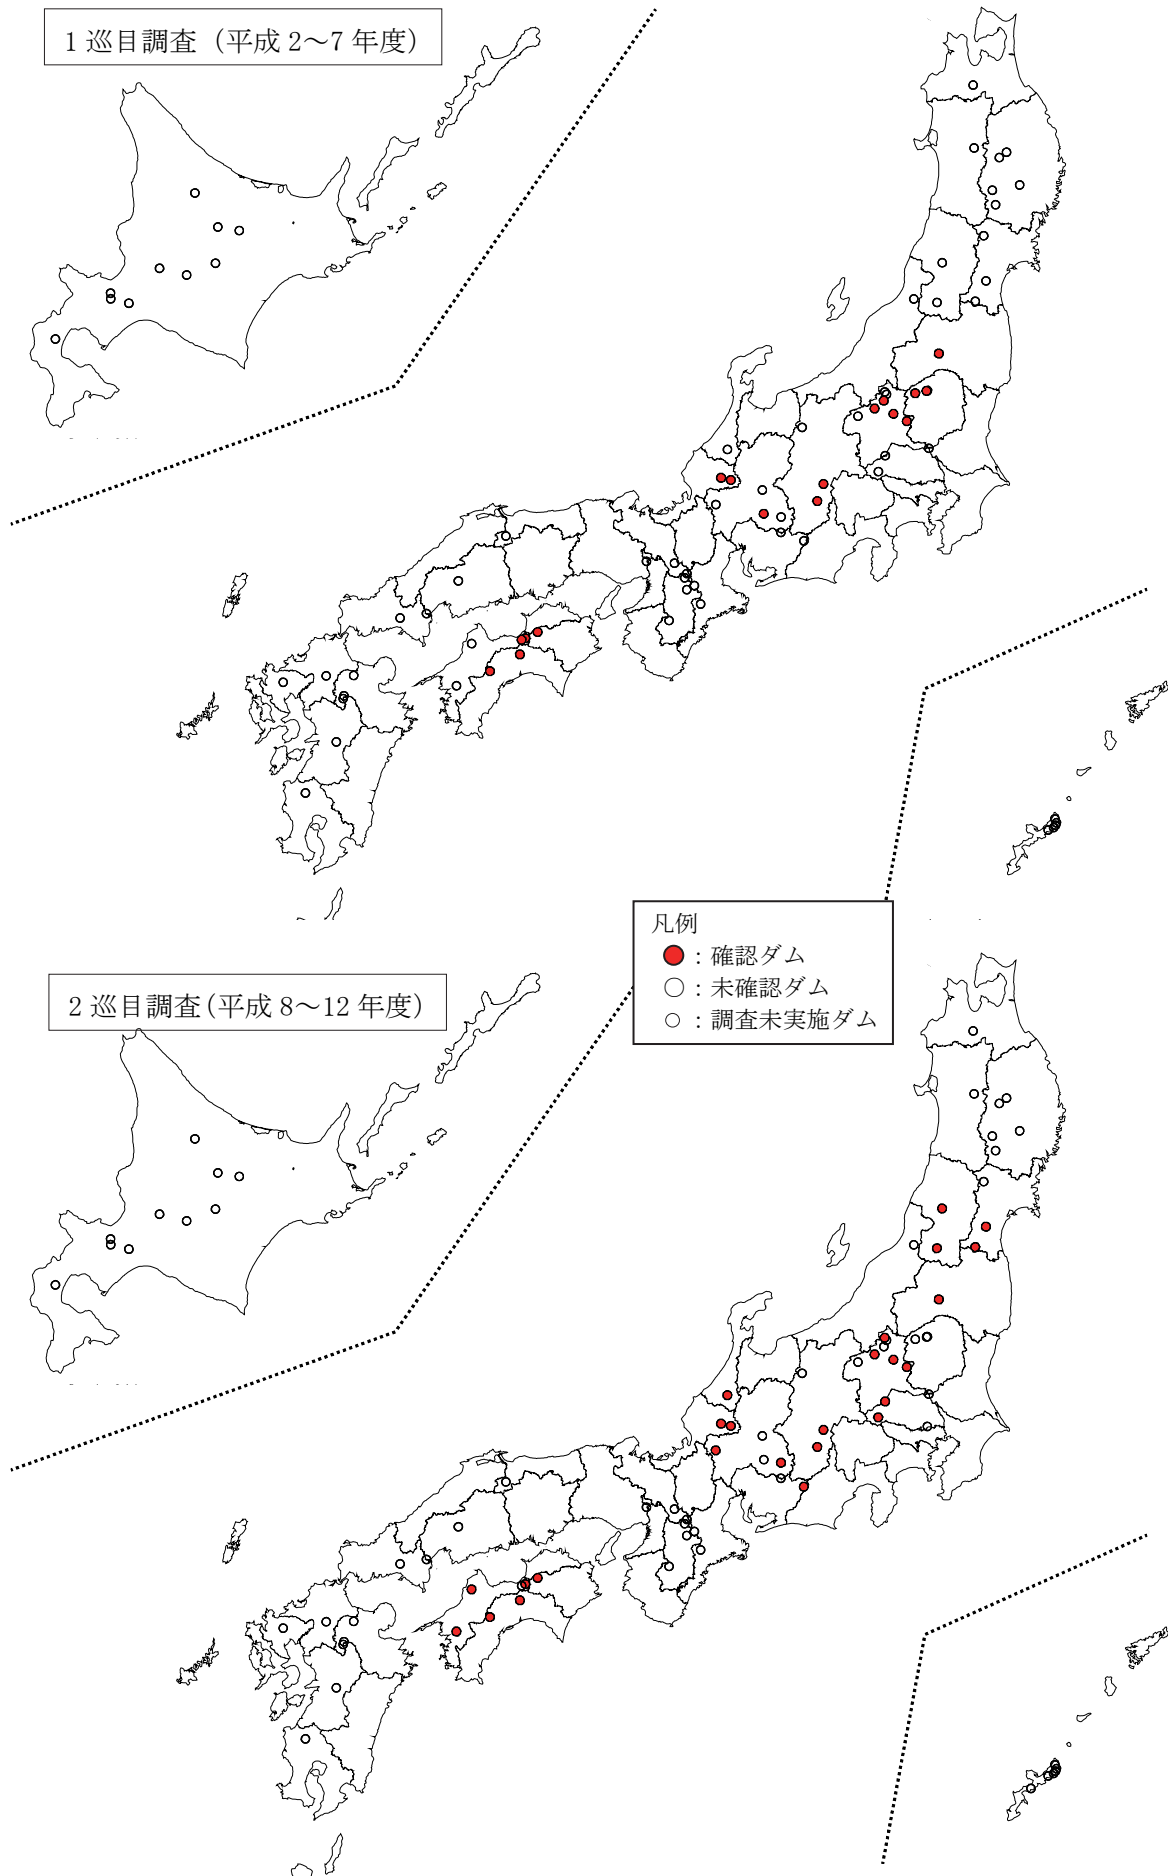 1 巡目調査（平成 2～7 年度）
凡例
：確認ダム
：未確認ダム
：調査未実施ダム
2 巡目調査（平成 8～12 年度）